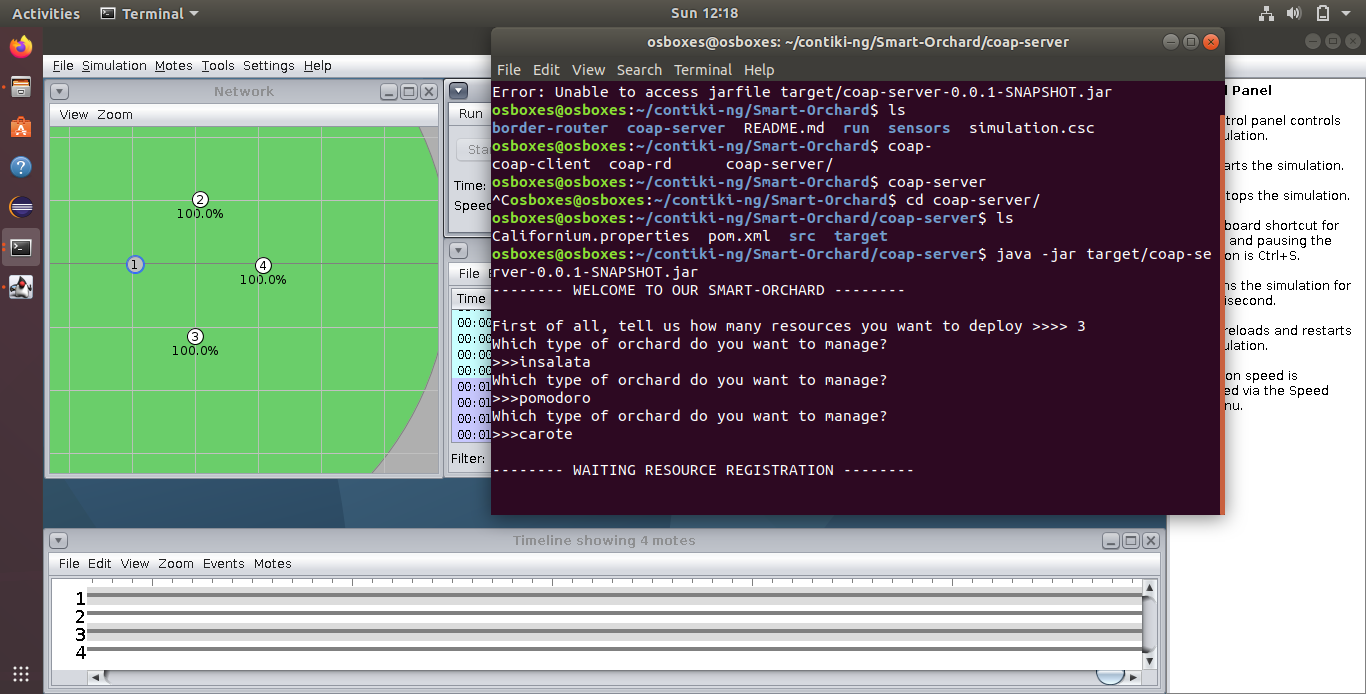 Activities Terminal Sun 12:18
File Simulation Motes Tools Settings Help
Network
View Zoom
2
100.0%
1
4
100.0%
3
100.0%
Run
Sta
Time:
Speed
File
Time
00:00
00:00
00:00
00:00
00:01
00:01
00:01
00:01
Filter:
osboxes@osboxes: ~/contiki-ng/Smart-Orchard/coap-server
File Edit View Search Terminal Help
Error: Unable to access jarfile target/coap-server-0.0.1-SNAPSHOT.jar
osboxes@osboxes:~/contiki-ng/Smart-Orchard$ ls
border-router coap-server README.md run sensors simulation.csc
osboxes@osboxes:~/contiki-ng/Smart-Orchard$ coap-
coap-client coap-rd coap-server/
osboxes@osboxes:~/contiki-ng/Smart-Orchard$ coap-server
^Cosboxes@osboxes:~/contiki-ng/Smart-Orchard$ cd coap-server/
osboxes@osboxes:~/contiki-ng/Smart-Orchard/coap-server$ ls
Californium.properties pom.xml src target
osboxes@osboxes:~/contiki-ng/Smart-Orchard/coap-server$ java -jar target/coap-se
rver-0.0.1-SNAPSHOT.jar
-------- WELCOME TO OUR SMART-ORCHARD --------
First of all, tell us how many resources you want to deploy >>>> 3
Which type of orchard do you want to manage?
>>>insalata
Which type of orchard do you want to manage?
>>>pomodoro
Which type of orchard do you want to manage?
>>>carote
-------- WAITING RESOURCE REGISTRATION --------
l Panel
trol panel controls
ulation.
arts the simulation.
tops the simulation.
board shortcut for
and pausing the
on is Ctrl+S.
ns the simulation for
isecond.
reloads and restarts
ulation.
on speed is
ed via the Speed
nu.
Timeline showing 4 motes
File Edit View Zoom Events Motes
1
2
3
4